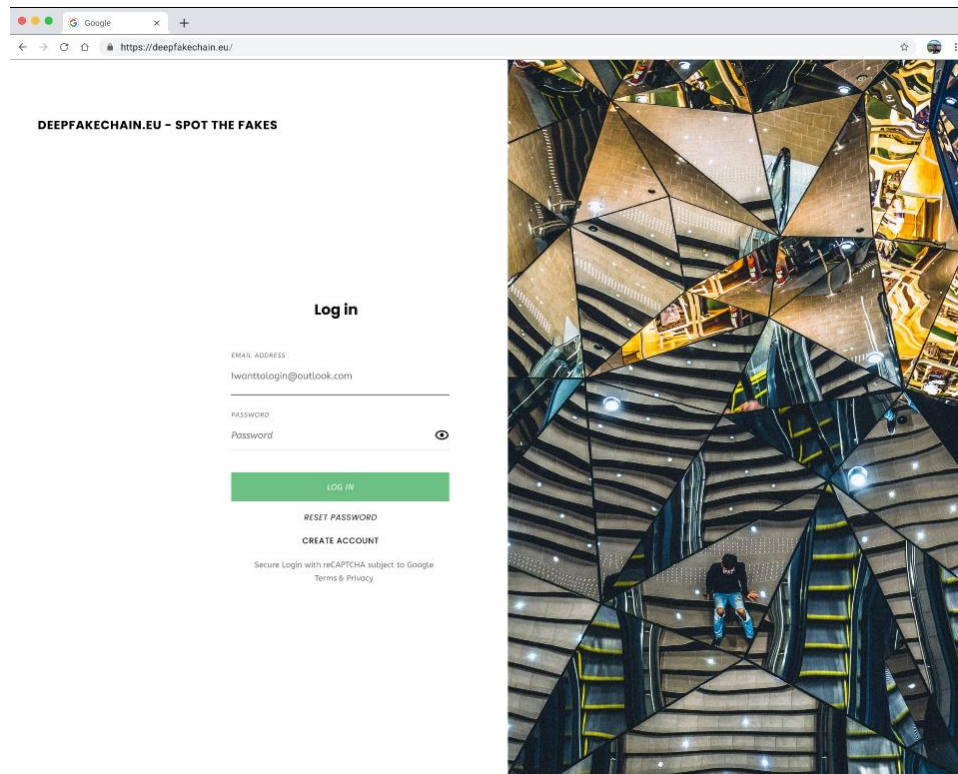 Google
https://deepfakechain.eu/
DEEPFAKECHAIN.EU - SPOT THE FAKES
Log in
EMAIL ADDRESS
Iwanttologin@outlook.com
PASSWORD
Password
LOG IN
RESET PASSWORD
CREATE ACCOUNT
Secure Login with reCAPTCHA subject to Google
Terms & Privacy